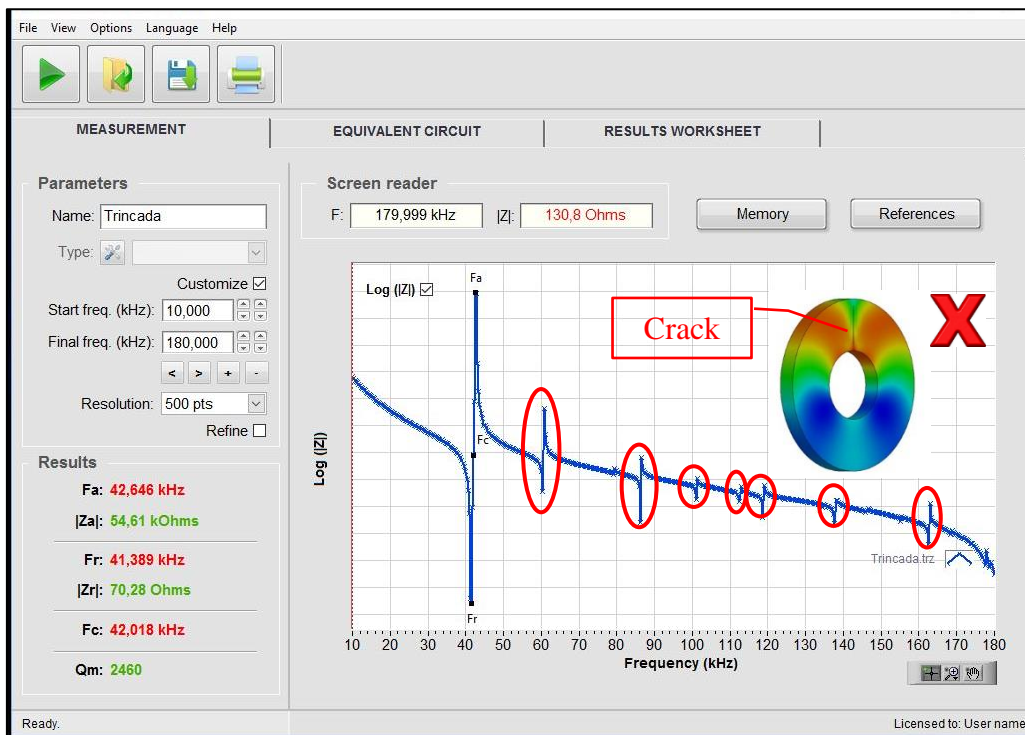 File View Options Language Help
MEASUREMENT
EQUIVALENT CIRCUIT
RESULTS WORKSHEET
Parameters
Name: Trincada
Type:
Customize
Start freq. (kHz): 10,000
Final freq. (kHz): 180,000
< > + -
Resolution: 500 pts
Refine
Results
Fa: 42,646 kHz
|Za|: 54,61 kOhms
Fr: 41,389 kHz
|Zr|: 70,28 Ohms
Fc: 42,018 kHz
Qm: 2460
Screen reader
F: 179,999 kHz |Z|: 130,8 Ohms
Memory
References
Log (|Z|)
Fa
Crack
Fc
Log (|Z|)
Trincada.trz
Fr
10 20 30 40 50 60 70 80 90 100 110 120 130 140 150 160 170 180
Frequency (kHz)
Ready.
Licensed to: User name